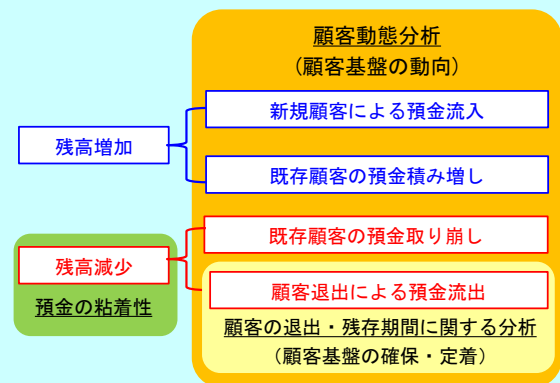 顧客動態分析
(顧客基盤の動向)
新規顧客による預金流入
残高増加
既存顧客の預金積み増し
既存顧客の預金取り崩し
残高減少
預金の粘着性
顧客退出による預金流出
顧客の退出・残存期間に関する分析
(顧客基盤の確保・定着)